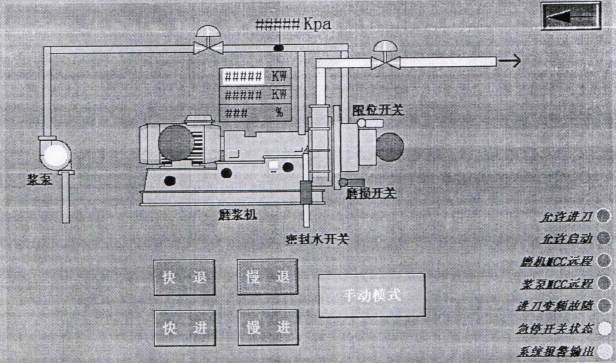 ##### Kpa
##### KW
##### KW
### %
限位开关
浆泵
磨损开关
磨浆机
密封水开关
允许进刀
允许启动
快 退
慢 退
磨机MCC远程
手动模式
浆泵MCC远程
进刀变频故障
快 进
慢 进
急停开关状态
系统报警输出